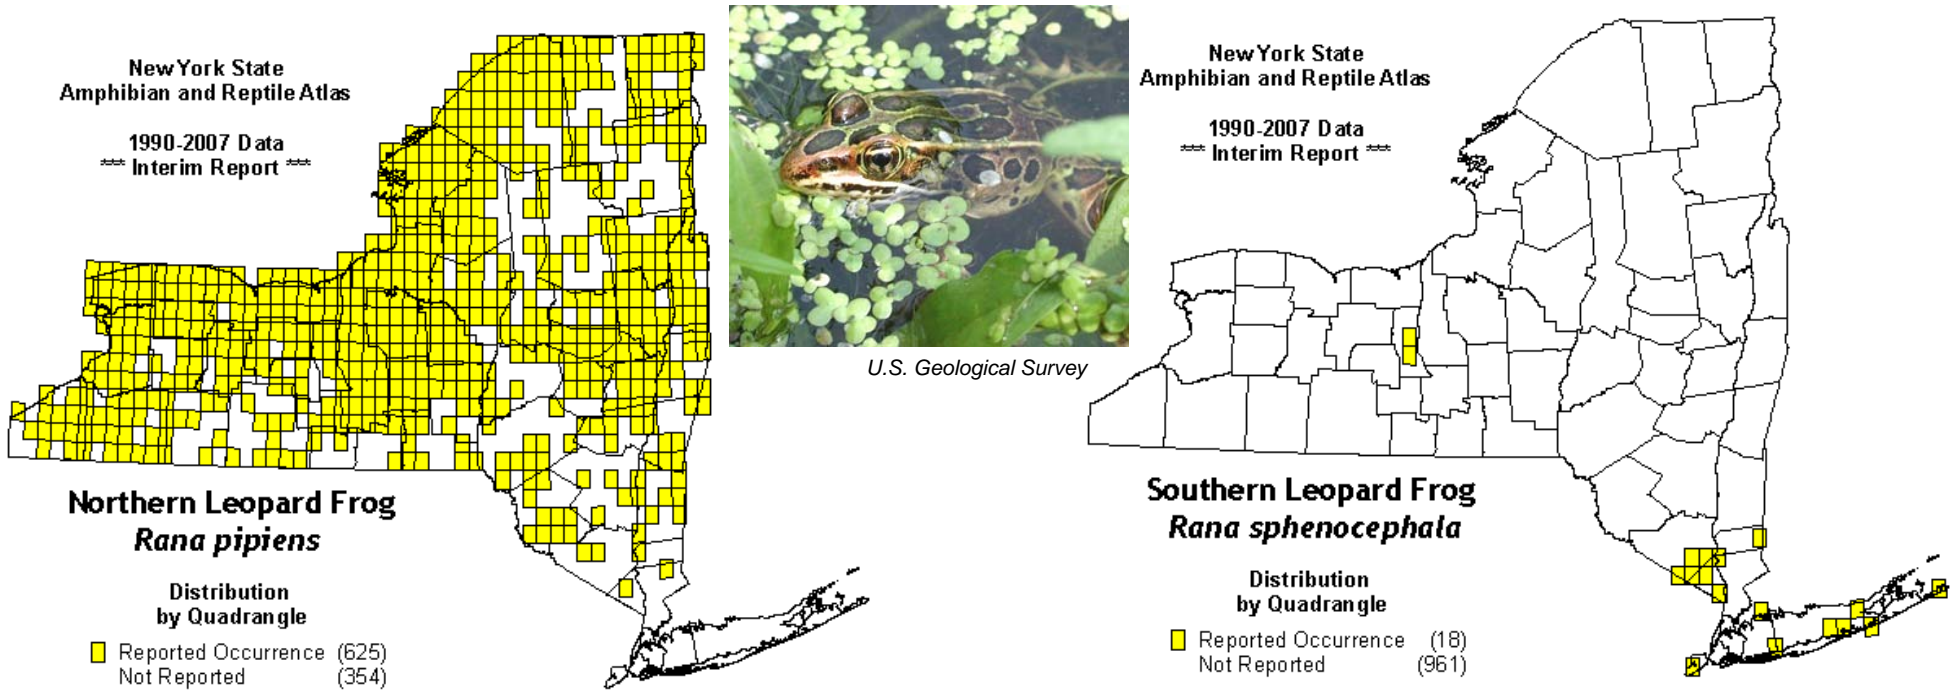 New York State
Amphibian and Reptile Atlas
1990-2007 Data
*** Interim Report ***
Northern Leopard Frog
Rana pipiens
Distribution
by Quadrangle
Reported Occurrence (625)
Not Reported (354)
U.S. Geological Survey
New York State
Amphibian and Reptile Atlas
1990-2007 Data
*** Interim Report ***
Southern Leopard Frog
Rana sphenocephala
Distribution
by Quadrangle
Reported Occurrence (18)
Not Reported (961)